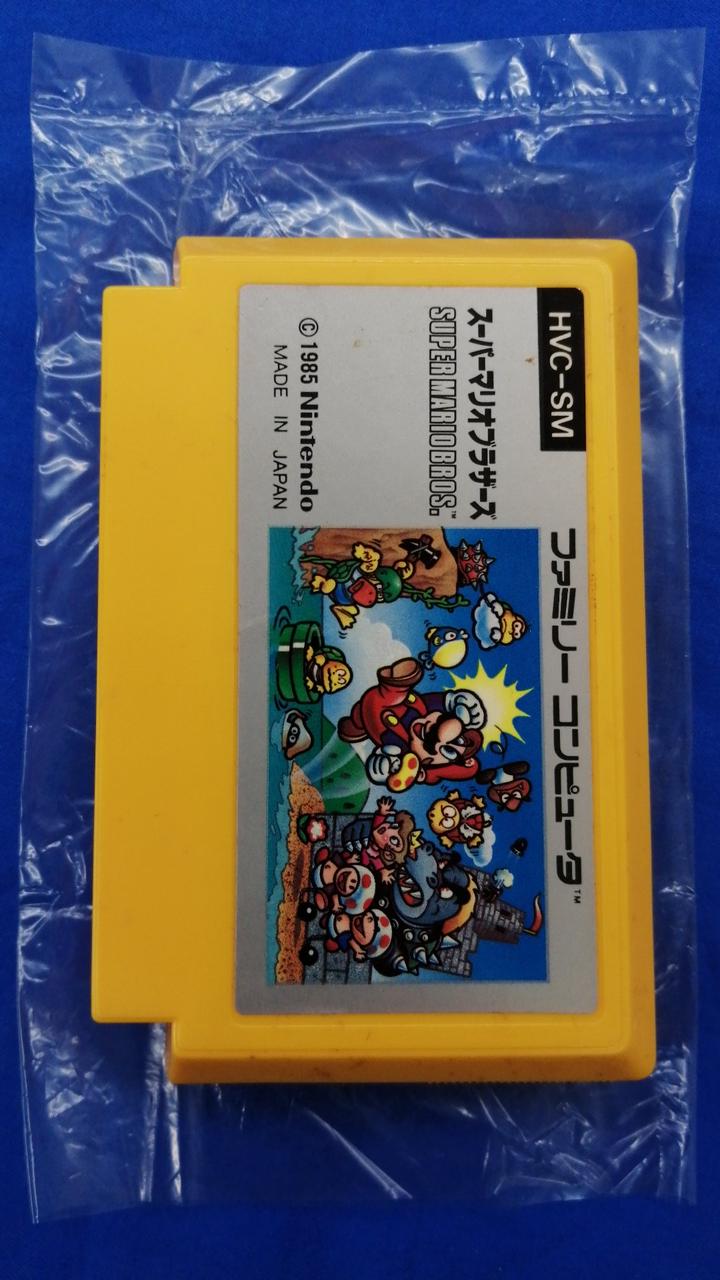 HVC-SM
ファミリー コンピュータ™
スーパーマリオブラザーズ
SUPER MARIO BROS.™
© 1985 Nintendo
MADE IN JAPAN